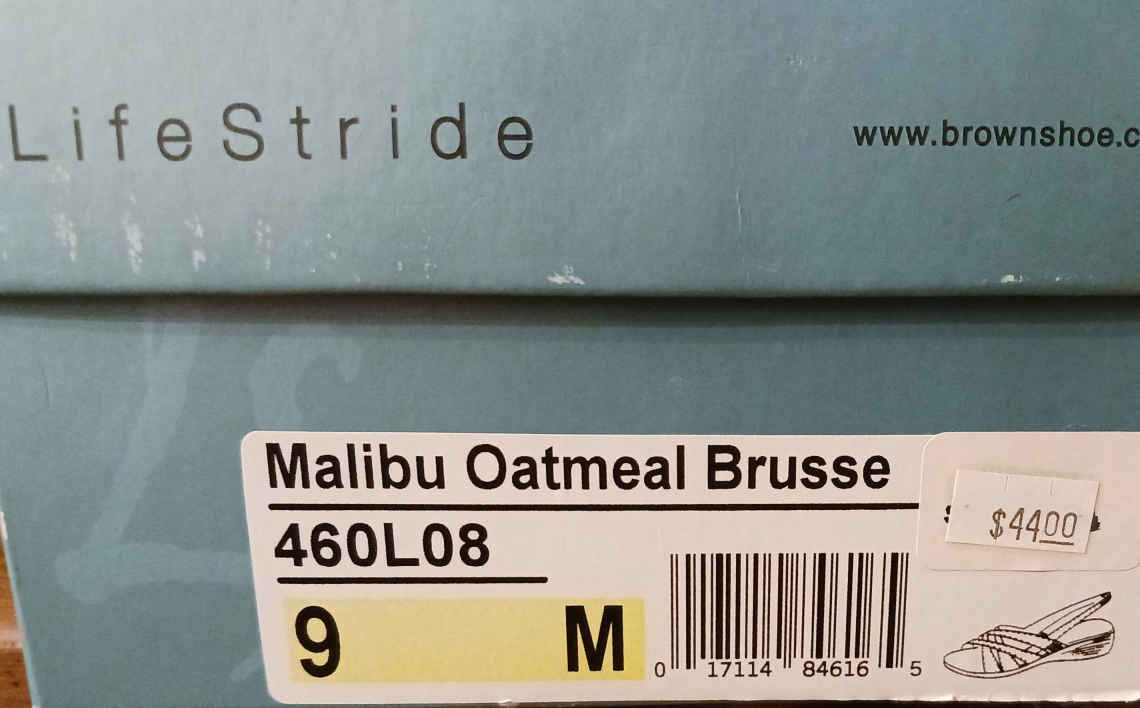 LifeStride
www.brownshoe.c
Malibu Oatmeal Brusse
$4400
460L08
9 M
0 17114 84616 5